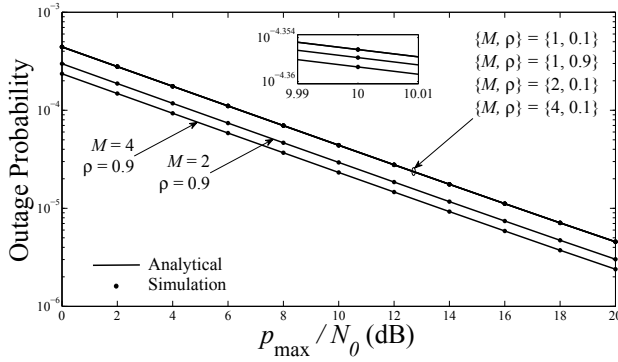 10⁻³
10⁻⁴
10⁻⁵
10⁻⁶
Outage Probability
10⁻⁴·³⁵⁴
10⁻⁴·³⁶
9.99 10 10.01
{M, ρ} = {1, 0.1}
{M, ρ} = {1, 0.9}
{M, ρ} = {2, 0.1}
{M, ρ} = {4, 0.1}
M = 4
ρ = 0.9
M = 2
ρ = 0.9
Analytical
Simulation
0 2 4 6 8 10 12 14 16 18 20
p_max / N_0 (dB)